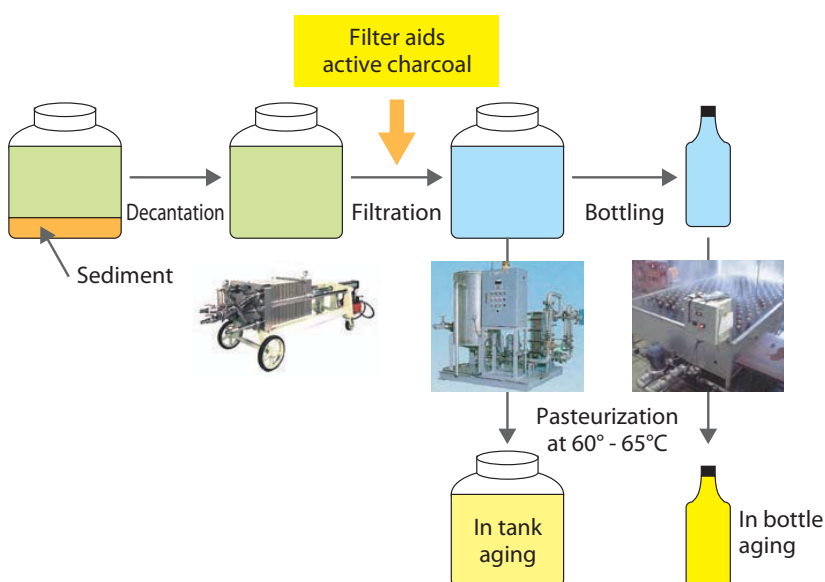 Filter aids
active charcoal
Decantation
Filtration
Bottling
Sediment
Pasteurization
at 60° - 65°C
In tank
aging
In bottle
aging